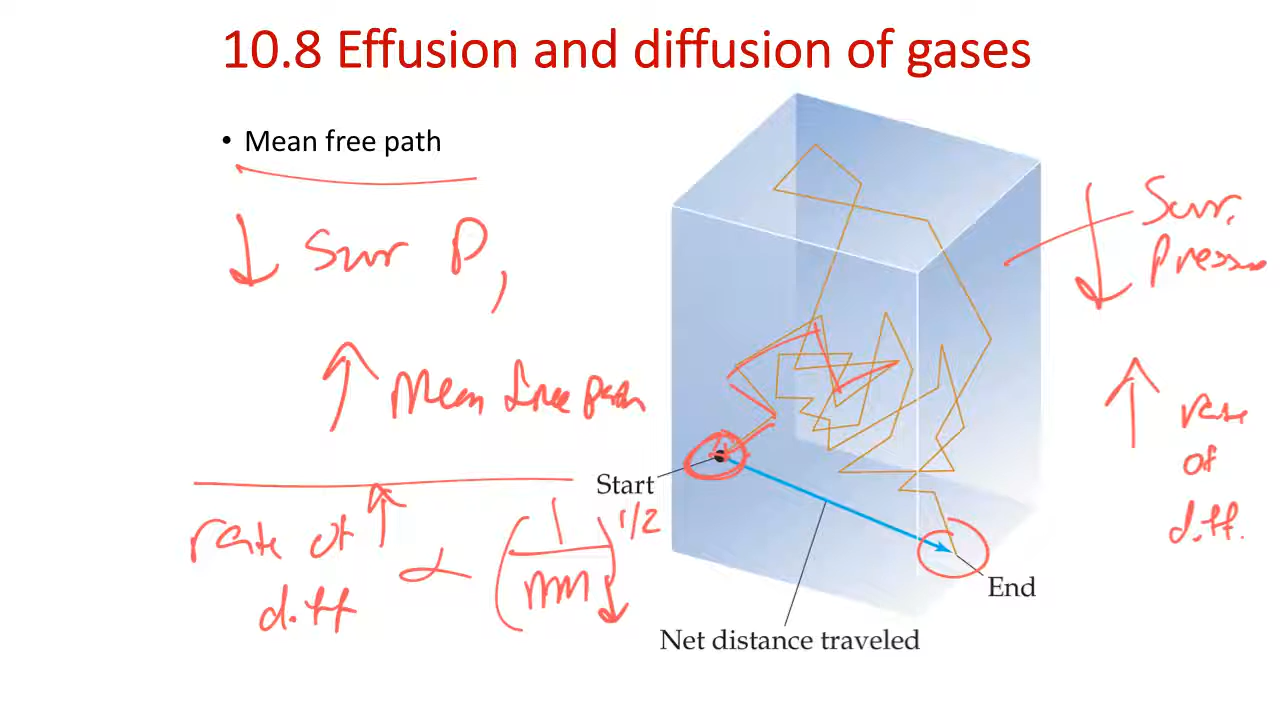 10.8 Effusion and diffusion of gases
• Mean free path
↓ Surr P,
↑ Mean free path
rate of ↑
diff ∝ (1/mm↓)^1/2
Start
End
Net distance traveled
↓ Surr.
Press
↑ rate
of
diff.